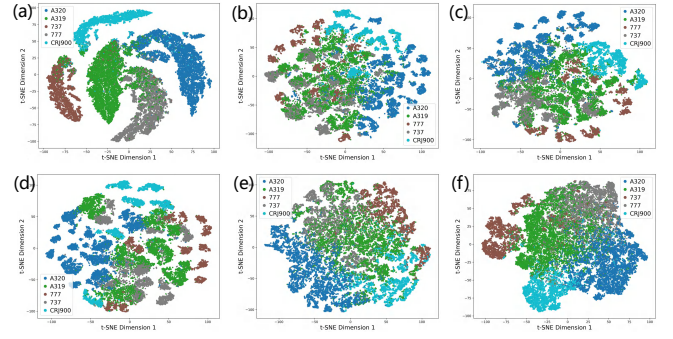 (a)
A320
A319
737
777
CRJ900
t-SNE Dimension 2
t-SNE Dimension 1
(b)
A320
A319
777
737
CRJ900
t-SNE Dimension 2
t-SNE Dimension 1
(c)
A320
A319
777
737
CRJ900
t-SNE Dimension 2
t-SNE Dimension 1
(d)
A320
A319
777
737
CRJ900
t-SNE Dimension 2
t-SNE Dimension 1
(e)
A320
A319
777
737
CRJ900
t-SNE Dimension 2
t-SNE Dimension 1
(f)
A320
A319
777
737
CRJ900
t-SNE Dimension 2
t-SNE Dimension 1